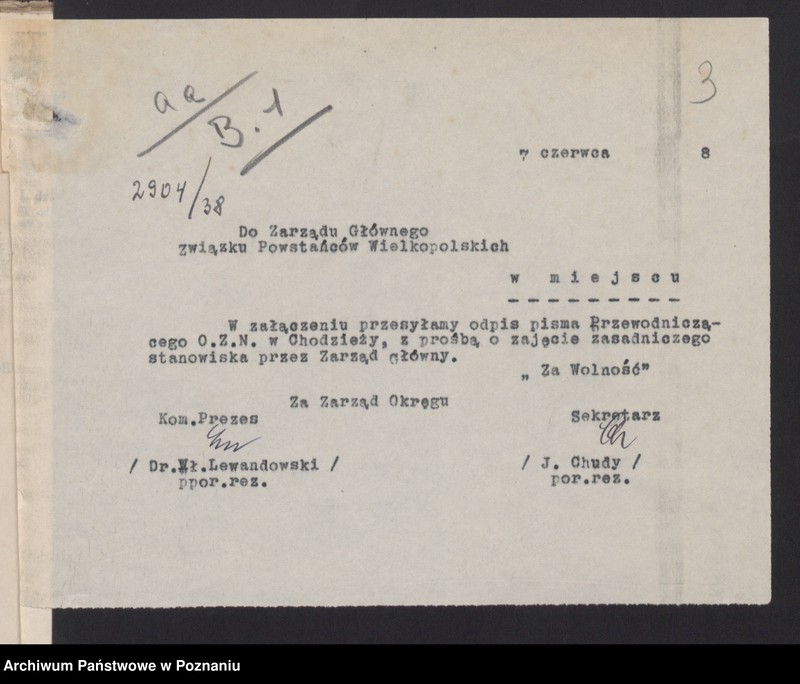 3
aa
B.1
7 czerwca 8
2904/38
Do Zarządu Głównego
Związku Powstańców Wielkopolskich
w miejscu
- - - - - - - - - -
W załączeniu przesyłamy odpis pisma Przewodniczą-
cego O.Z.N. w Chodzieży, z prośbą o zajęcie zasadniczego
stanowiska przez Zarząd główny.
„ Za Wolność"
Za Zarząd Okręgu
Kom.Prezes Sekretarz
/ Dr.Wł.Lewandowski / / J. Chudy /
ppor.rez. por.rez.
Archiwum Państwowe w Poznaniu